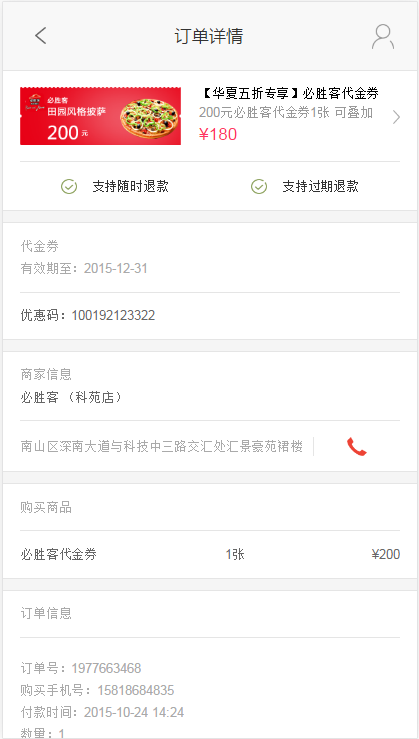 订单详情
必胜客
田园风格披萨
200元
【华夏五折专享】必胜客代金券
200元必胜客代金券1张 可叠加
¥180
支持随时退款
支持过期退款
代金券
有效期至：2015-12-31
优惠码：100192123322
商家信息
必胜客（科苑店）
南山区深南大道与科技中三路交汇处汇景豪苑裙楼
购买商品
必胜客代金券 1张 ¥200
订单信息
订单号：1977663468
购买手机号：15818684835
付款时间：2015-10-24 14:24
数量：1